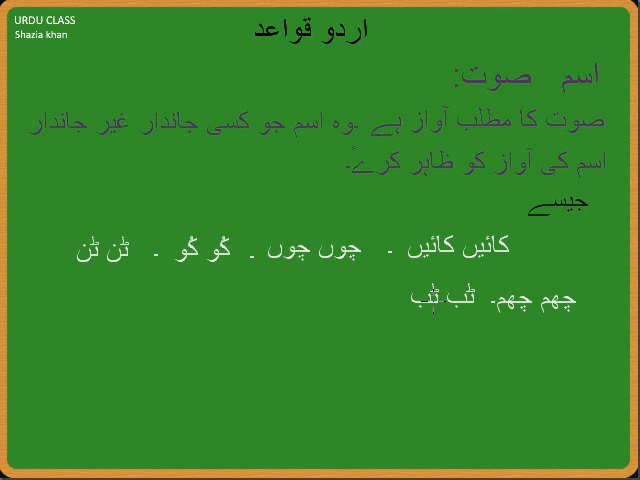 URDU CLASS
Shazia khan
اردو قواعد
اسم صوت:
صوت کا مطلب آواز ہے ۔وہ اسم جو کسی جاندار غیر جاندار
اسم کی آواز کو ظاہر کرےٗ۔
جیسے
کائیں کائیں ۔ چوں چوں ۔ کُو کُو ۔ ٹن ٹن
چھم چھم۔ ٹپ ٹپ